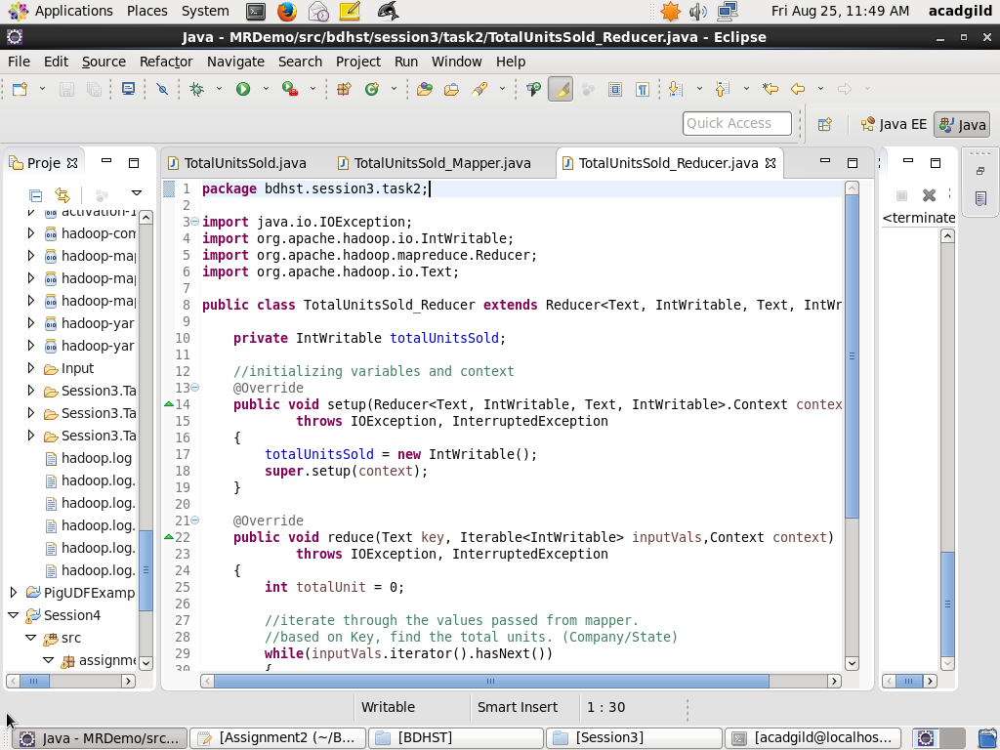 Applications Places System Fri Aug 25, 11:49 AM acadgild
Java - MRDemo/src/bdhst/session3/task2/TotalUnitsSold_Reducer.java - Eclipse
File Edit Source Refactor Navigate Search Project Run Window Help
Quick Access Java EE Java
Proje TotalUnitsSold.java TotalUnitsSold_Mapper.java TotalUnitsSold_Reducer.java
<terminate
activation-1
hadoop-com
hadoop-map
hadoop-map
hadoop-map
hadoop-yar
hadoop-yar
Input
Session3.Ta
Session3.Ta
Session3.Ta
hadoop.log
hadoop.log.
hadoop.log.
hadoop.log.
hadoop.log.
hadoop.log.
PigUDFExamp
Session4
src
assignme
1 package bdhst.session3.task2;
2
3 import java.io.IOException;
4 import org.apache.hadoop.io.IntWritable;
5 import org.apache.hadoop.mapreduce.Reducer;
6 import org.apache.hadoop.io.Text;
7
8 public class TotalUnitsSold_Reducer extends Reducer<Text, IntWritable, Text, IntWr
9
10 private IntWritable totalUnitsSold;
11
12 //initializing variables and context
13 @Override
14 public void setup(Reducer<Text, IntWritable, Text, IntWritable>.Context contex
15 throws IOException, InterruptedException
16 {
17 totalUnitsSold = new IntWritable();
18 super.setup(context);
19 }
20
21 @Override
22 public void reduce(Text key, Iterable<IntWritable> inputVals,Context context)
23 throws IOException, InterruptedException
24 {
25 int totalUnit = 0;
26
27 //iterate through the values passed from mapper.
28 //based on Key, find the total units. (Company/State)
29 while(inputVals.iterator().hasNext())
30 {
Writable Smart Insert 1 : 30
Java - MRDemo/src... [Assignment2 (~/B... [BDHST] [Session3] [acadgild@localhos...